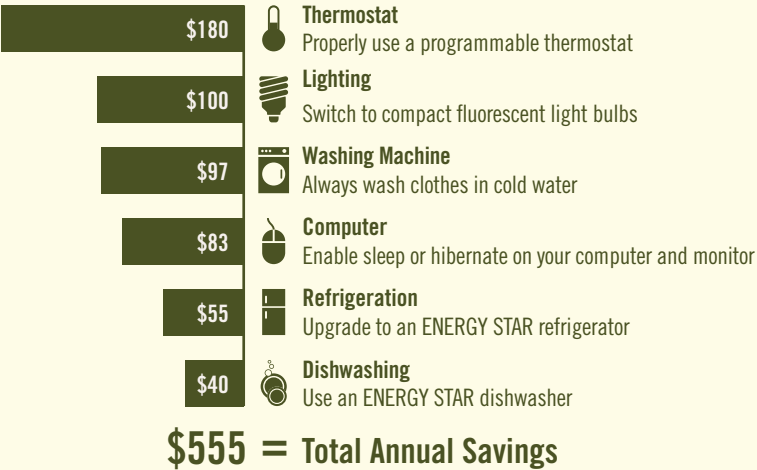 $180
Thermostat
Properly use a programmable thermostat
$100
Lighting
Switch to compact fluorescent light bulbs
$97
Washing Machine
Always wash clothes in cold water
$83
Computer
Enable sleep or hibernate on your computer and monitor
$55
Refrigeration
Upgrade to an ENERGY STAR refrigerator
$40
Dishwashing
Use an ENERGY STAR dishwasher
$555 = Total Annual Savings